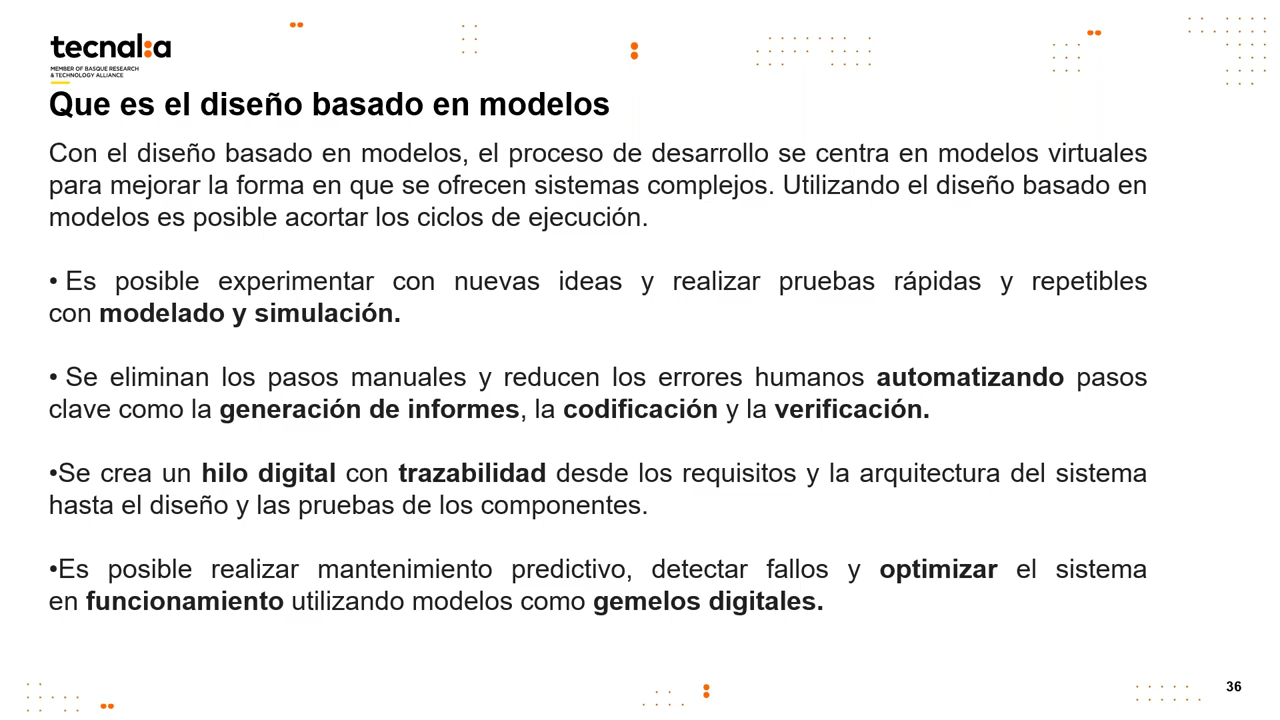 tecnalia
MEMBER OF BASQUE RESEARCH
& TECHNOLOGY ALLIANCE
Que es el diseño basado en modelos
Con el diseño basado en modelos, el proceso de desarrollo se centra en modelos virtuales
para mejorar la forma en que se ofrecen sistemas complejos. Utilizando el diseño basado en
modelos es posible acortar los ciclos de ejecución.
• Es posible experimentar con nuevas ideas y realizar pruebas rápidas y repetibles
con modelado y simulación.
• Se eliminan los pasos manuales y reducen los errores humanos automatizando pasos
clave como la generación de informes, la codificación y la verificación.
•Se crea un hilo digital con trazabilidad desde los requisitos y la arquitectura del sistema
hasta el diseño y las pruebas de los componentes.
•Es posible realizar mantenimiento predictivo, detectar fallos y optimizar el sistema
en funcionamiento utilizando modelos como gemelos digitales.
36